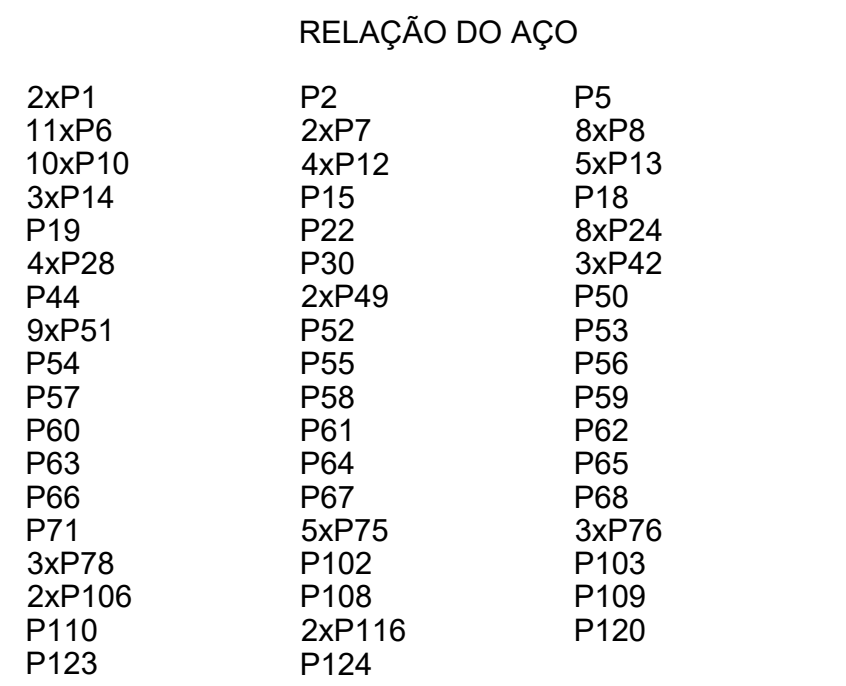 RELAÇÃO DO AÇO
2xP1 P2 P5
11xP6 2xP7 8xP8
10xP10 4xP12 5xP13
3xP14 P15 P18
P19 P22 8xP24
4xP28 P30 3xP42
P44 2xP49 P50
9xP51 P52 P53
P54 P55 P56
P57 P58 P59
P60 P61 P62
P63 P64 P65
P66 P67 P68
P71 5xP75 3xP76
3xP78 P102 P103
2xP106 P108 P109
P110 2xP116 P120
P123 P124